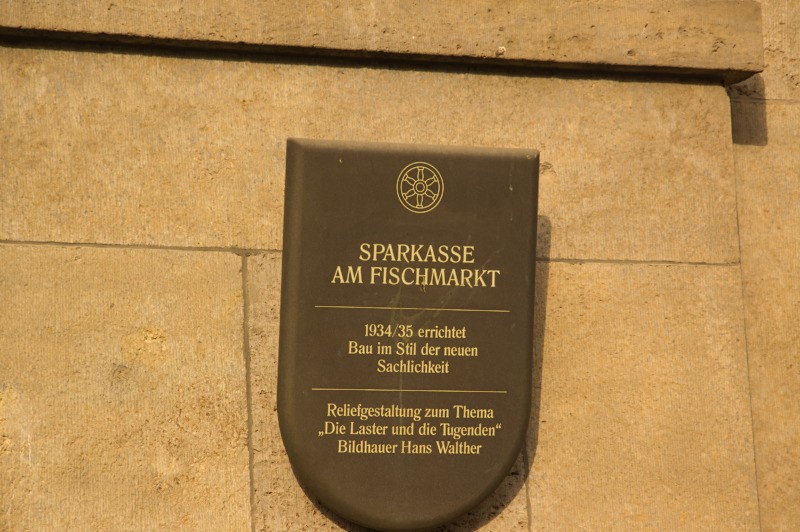 SPARKASSE
AM FISCHMARKT
1934/35 errichtet
Bau im Stil der neuen
Sachlichkeit
Reliefgestaltung zum Thema
„Die Laster und die Tugenden“
Bildhauer Hans Walther